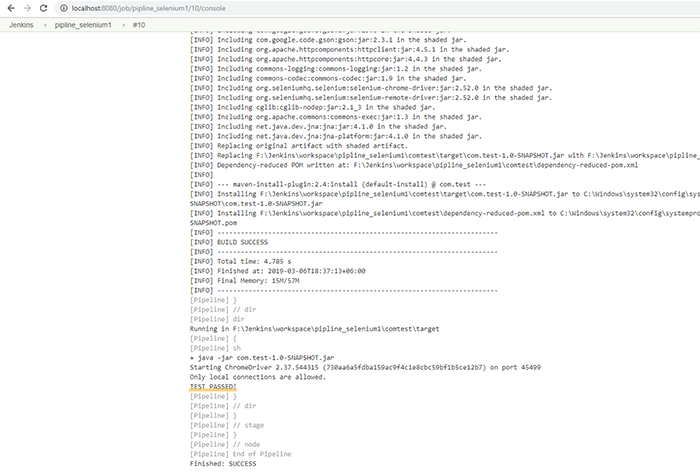 localhost:8080/job/pipline_selenium1/10/console
Jenkins › pipline_selenium1 › #10
[INFO] Including com.google.code.gson:gson:jar:2.3.1 in the shaded jar.
[INFO] Including org.apache.httpcomponents:httpclient:jar:4.5.1 in the shaded jar.
[INFO] Including org.apache.httpcomponents:httpcore:jar:4.4.3 in the shaded jar.
[INFO] Including commons-logging:commons-logging:jar:1.2 in the shaded jar.
[INFO] Including commons-codec:commons-codec:jar:1.9 in the shaded jar.
[INFO] Including org.seleniumhq.selenium:selenium-chrome-driver:jar:2.52.0 in the shaded jar.
[INFO] Including org.seleniumhq.selenium:selenium-remote-driver:jar:2.52.0 in the shaded jar.
[INFO] Including cglib:cglib-nodep:jar:2.1_3 in the shaded jar.
[INFO] Including org.apache.commons:commons-exec:jar:1.3 in the shaded jar.
[INFO] Including net.java.dev.jna:jna:jar:4.1.0 in the shaded jar.
[INFO] Including net.java.dev.jna:jna-platform:jar:4.1.0 in the shaded jar.
[INFO] Replacing original artifact with shaded artifact.
[INFO] Replacing F:\Jenkins\workspace\pipline_selenium1\comtest\target\com.test-1.0-SNAPSHOT.jar with F:\Jenkins\workspace\pipline_
[INFO] Dependency-reduced POM written at: F:\Jenkins\workspace\pipline_selenium1\comtest\dependency-reduced-pom.xml
[INFO]
[INFO] --- maven-install-plugin:2.4:install (default-install) @ com.test ---
[INFO] Installing F:\Jenkins\workspace\pipline_selenium1\comtest\target\com.test-1.0-SNAPSHOT.jar to C:\Windows\system32\config\sys
SNAPSHOT\com.test-1.0-SNAPSHOT.jar
[INFO] Installing F:\Jenkins\workspace\pipline_selenium1\comtest\dependency-reduced-pom.xml to C:\Windows\system32\config\systempro
SNAPSHOT.pom
[INFO] ------------------------------------------------------------------------
[INFO] BUILD SUCCESS
[INFO] ------------------------------------------------------------------------
[INFO] Total time: 4.785 s
[INFO] Finished at: 2019-03-06T18:37:13+06:00
[INFO] Final Memory: 15M/57M
[INFO] ------------------------------------------------------------------------
[Pipeline] }
[Pipeline] // dir
[Pipeline] dir
Running in F:\Jenkins\workspace\pipline_selenium1\comtest\target
[Pipeline] {
[Pipeline] sh
+ java -jar com.test-1.0-SNAPSHOT.jar
Starting ChromeDriver 2.37.544315 (730aa6a5fdba159ac9f4c1e8cbc59bf1b5ce12b7) on port 45499
Only local connections are allowed.
TEST PASSED!
[Pipeline] }
[Pipeline] // dir
[Pipeline] }
[Pipeline] // stage
[Pipeline] }
[Pipeline] // node
[Pipeline] End of Pipeline
Finished: SUCCESS